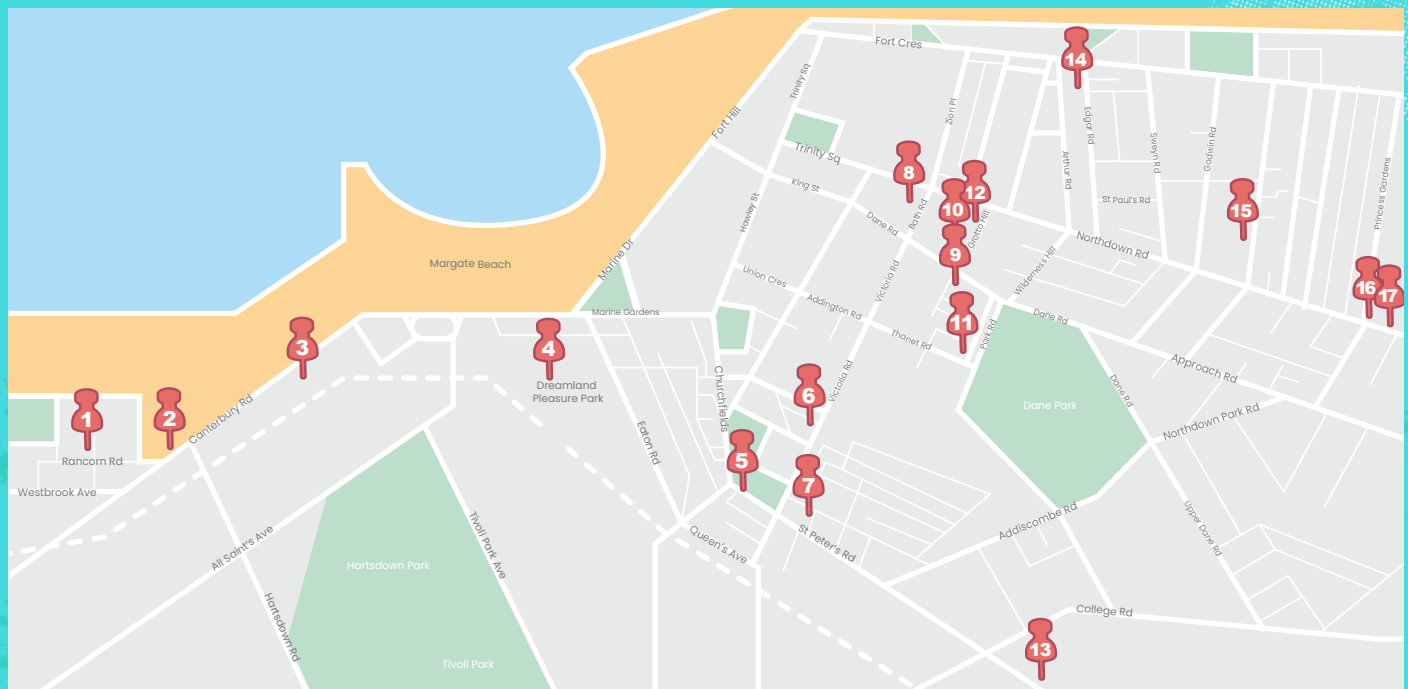 Fort Cres
14
Trinity Sq
Zion Pl
Fort Hill
Edgar Rd
Sweyn Rd
Godwin Rd
Trinity Sq
8
Arthur Rd
King St
12
Princess Gardens
10
St Paul's Rd
15
Hawley St
Dane Rd
Bath Rd
Grotto Hill
Northdown Rd
9
Marine Dr
Margate Beach
Wilderness Hill
Union Cres
Victoria Rd
16
17
Addington Rd
Marine Gardens
11
Dane Rd
Thanet Rd
Park Rd
3
4
Approach Rd
Dreamland
Pleasure Park
Churchfields
6
Victoria Rd
Dane Rd
Dane Park
1
2
Canterbury Rd
Northdown Park Rd
Eaton Rd
Rancorn Rd
5
7
Westbrook Ave
Addiscombe Rd
Upper Dane Rd
All Saint's Ave
Tivoli Park Ave
Queen's Ave
St Peter's Rd
Hartsdown Park
Hartsdown Rd
College Rd
13
Tivoli Park